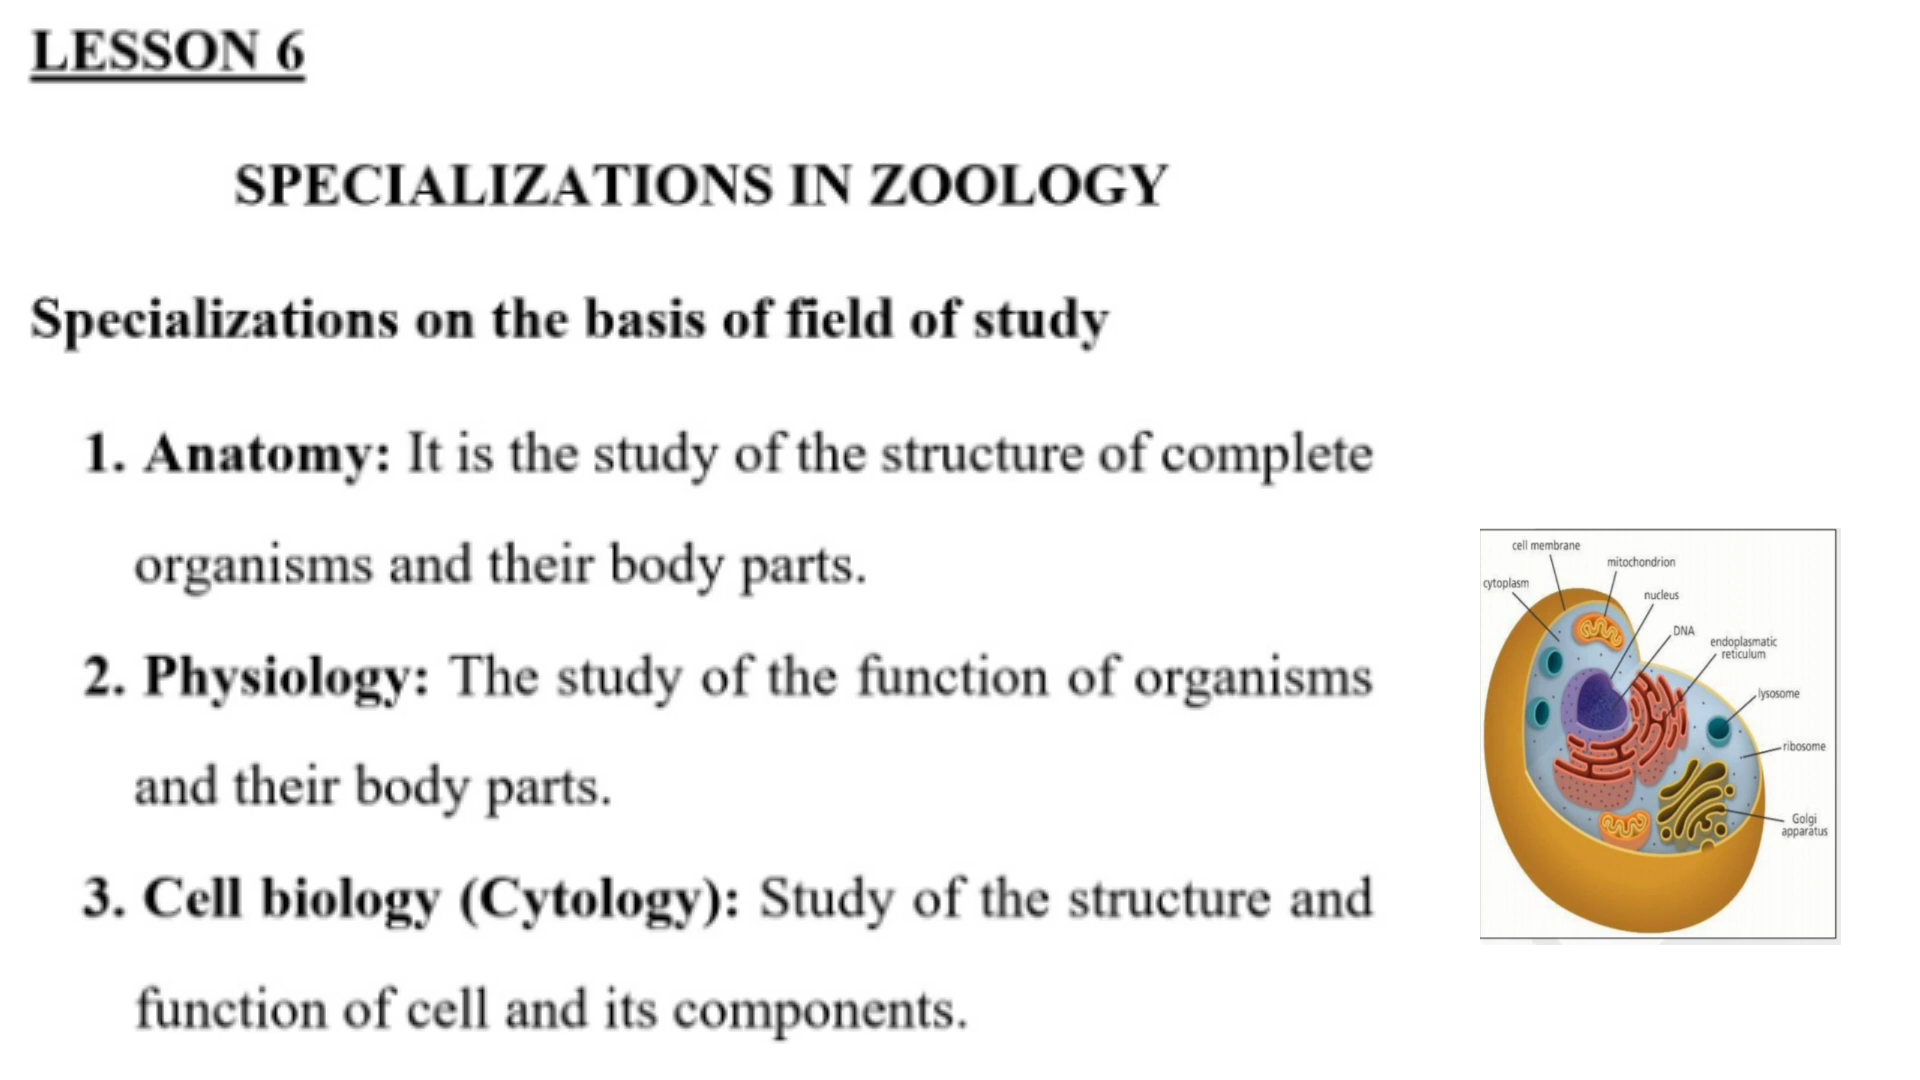 LESSON 6
SPECIALIZATIONS IN ZOOLOGY
Specializations on the basis of field of study
1. Anatomy: It is the study of the structure of complete
organisms and their body parts.
2. Physiology: The study of the function of organisms
and their body parts.
3. Cell biology (Cytology): Study of the structure and
function of cell and its components.
cell membrane
mitochondrion
cytoplasm
nucleus
DNA
endoplasmatic
reticulum
lysosome
ribosome
Golgi
apparatus